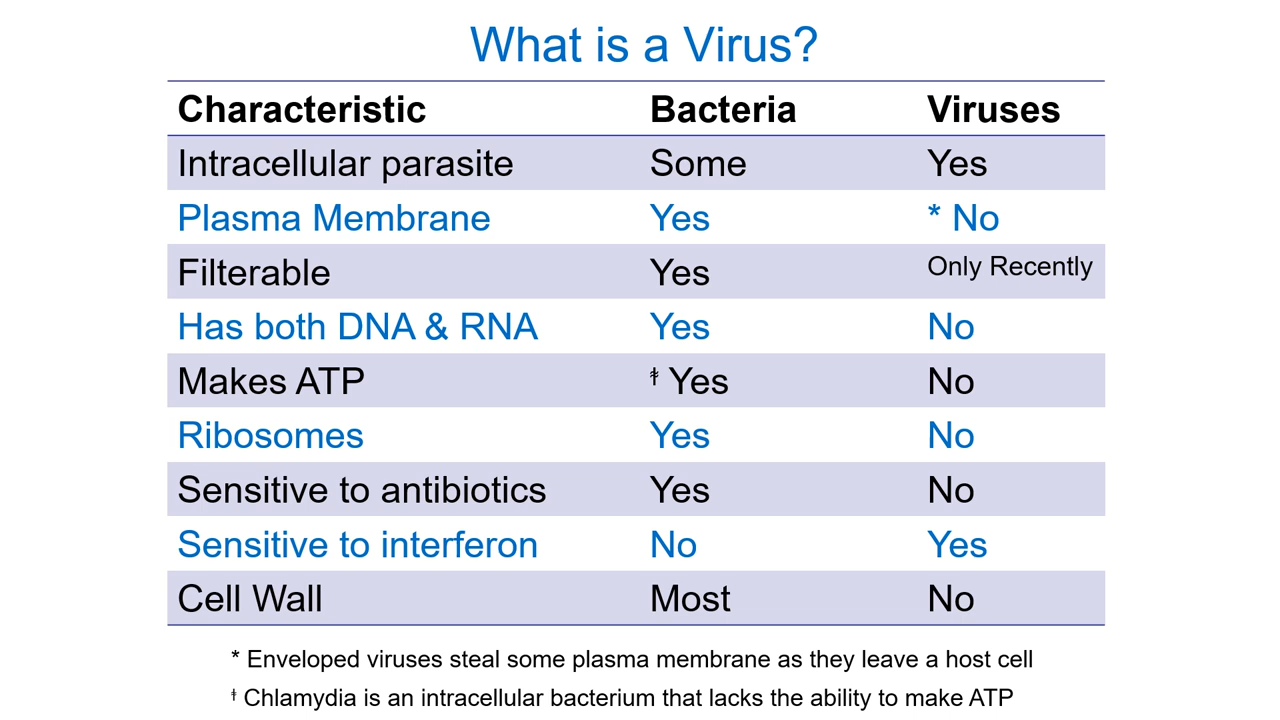 What is a Virus?
Characteristic Bacteria Viruses
Intracellular parasite Some Yes
Plasma Membrane Yes * No
Filterable Yes Only Recently
Has both DNA & RNA Yes No
Makes ATP ǂ Yes No
Ribosomes Yes No
Sensitive to antibiotics Yes No
Sensitive to interferon No Yes
Cell Wall Most No
* Enveloped viruses steal some plasma membrane as they leave a host cell
ǂ Chlamydia is an intracellular bacterium that lacks the ability to make ATP